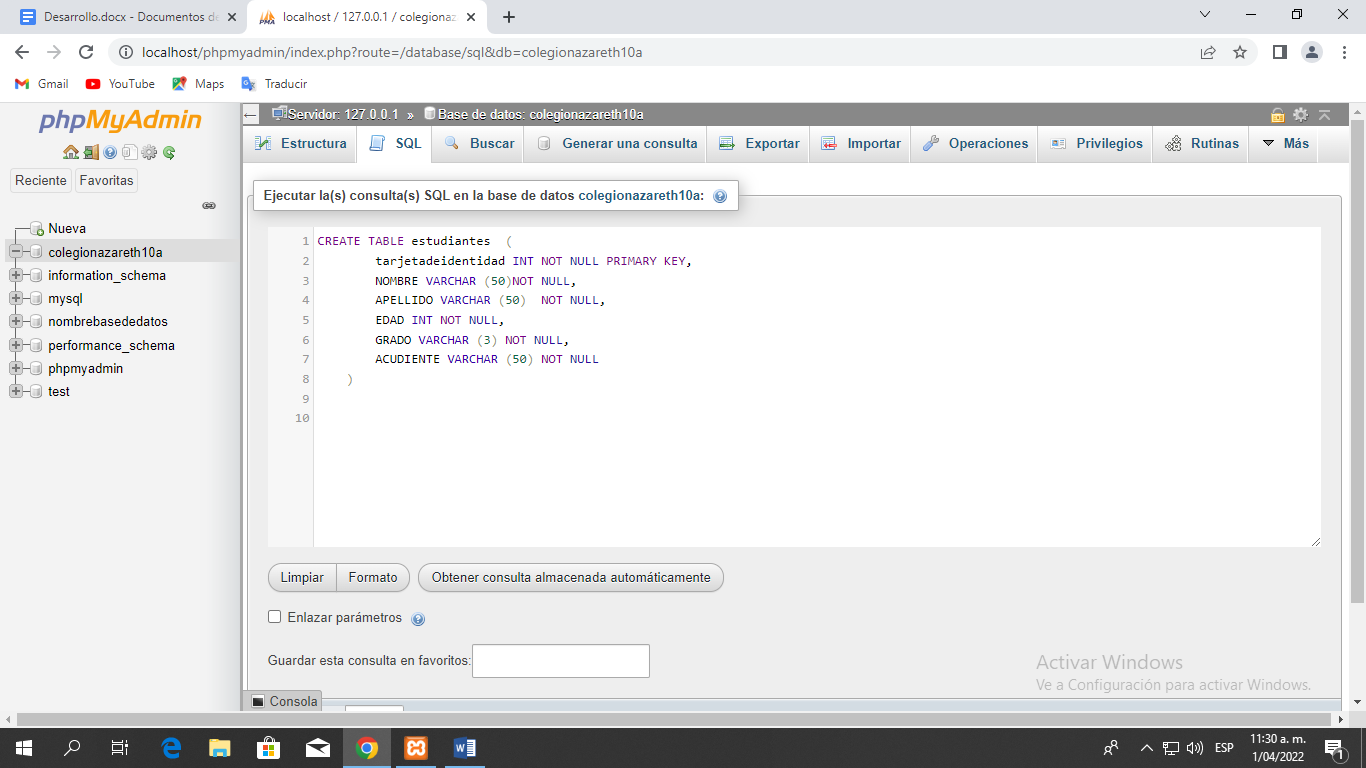 Desarrollo.docx - Documentos de
localhost / 127.0.0.1 / colegionaz
localhost/phpmyadmin/index.php?route=/database/sql&db=colegionazareth10a
Gmail
YouTube
Maps
Traducir
phpMyAdmin
Reciente
Favoritas
Nueva
colegionazareth10a
information_schema
mysql
nombrebasededatos
performance_schema
phpmyadmin
test
Servidor: 127.0.0.1 » Base de datos: colegionazareth10a
Estructura
SQL
Buscar
Generar una consulta
Exportar
Importar
Operaciones
Privilegios
Rutinas
Más
Ejecutar la(s) consulta(s) SQL en la base de datos colegionazareth10a:
1 CREATE TABLE estudiantes (
2 tarjetadeidentidad INT NOT NULL PRIMARY KEY,
3 NOMBRE VARCHAR (50)NOT NULL,
4 APELLIDO VARCHAR (50) NOT NULL,
5 EDAD INT NOT NULL,
6 GRADO VARCHAR (3) NOT NULL,
7 ACUDIENTE VARCHAR (50) NOT NULL
8 )
9
10
Limpiar
Formato
Obtener consulta almacenada automáticamente
Enlazar parámetros
Guardar esta consulta en favoritos:
Activar Windows
Ve a Configuración para activar Windows.
Consola
ESP
11:30 a. m.
1/04/2022
1